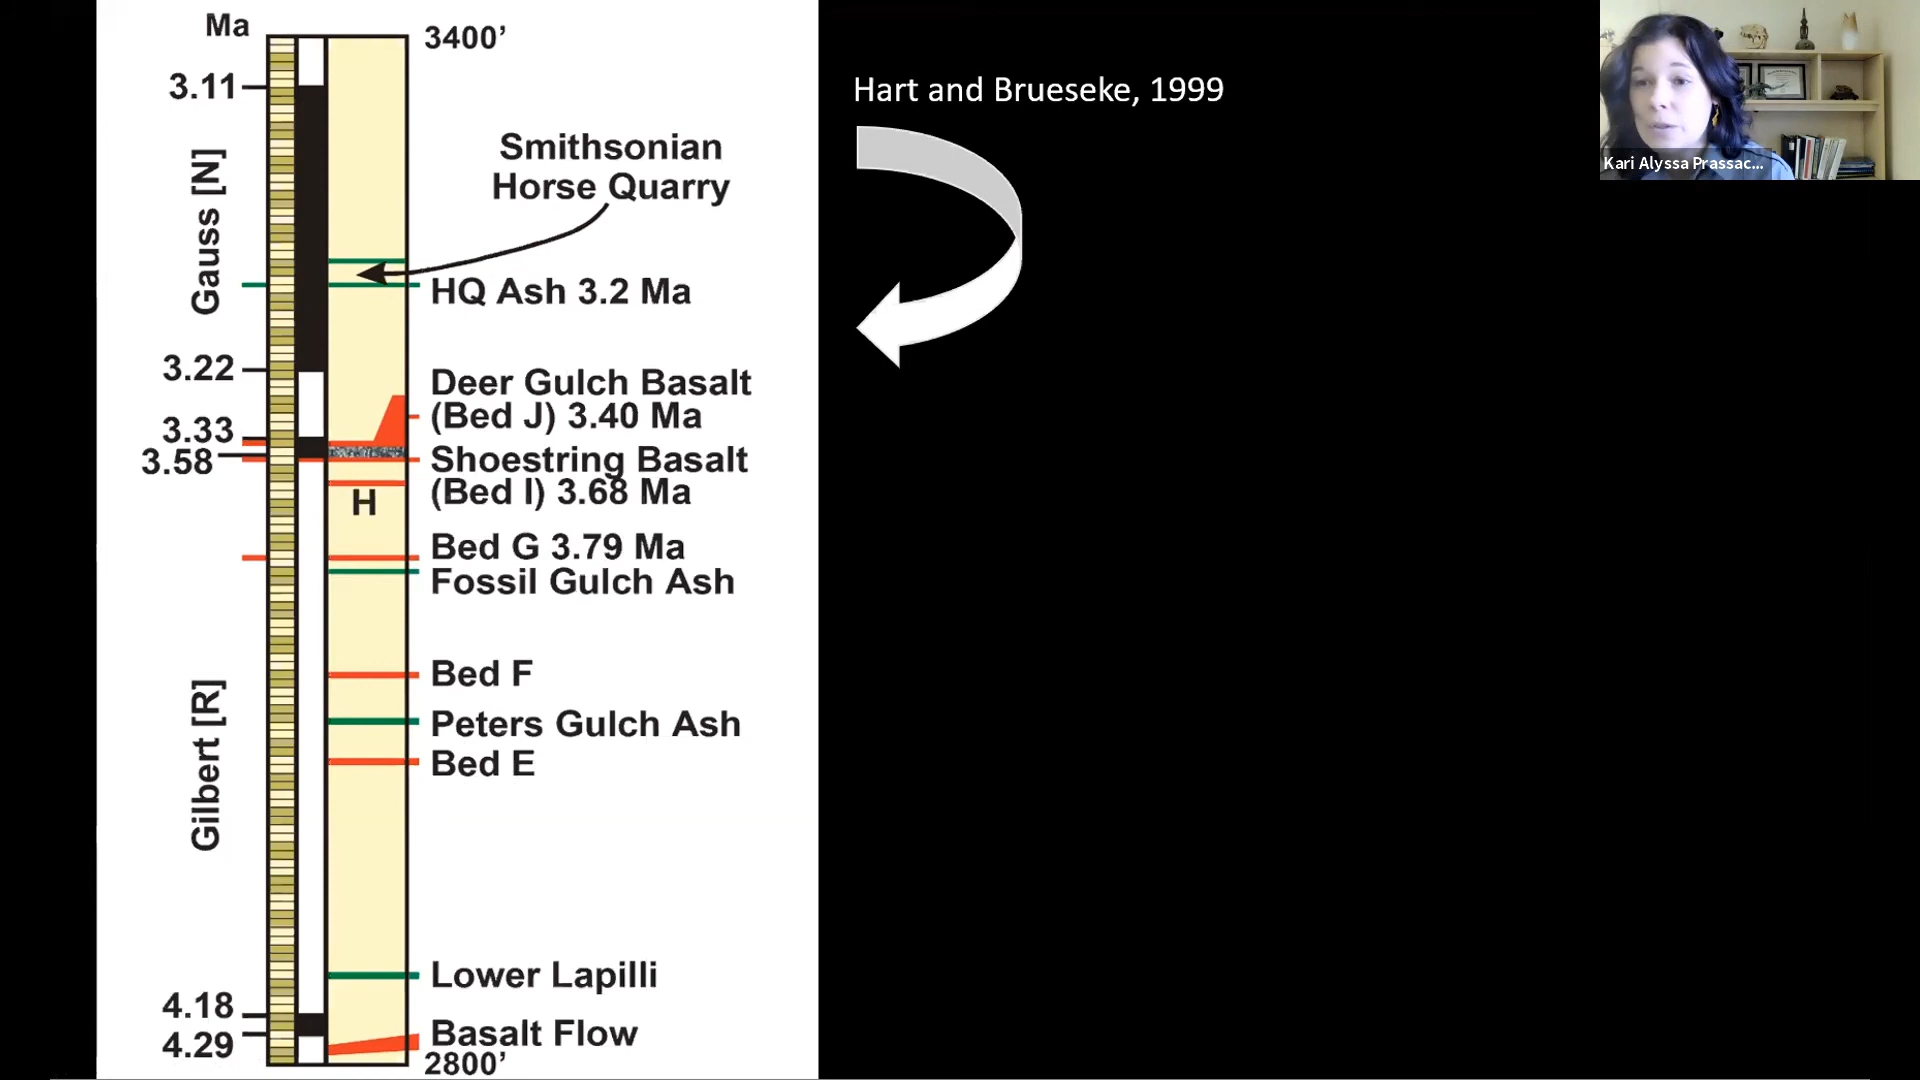 Ma
3400’
3.11
Smithsonian
Horse Quarry
Gauss [N]
HQ Ash 3.2 Ma
3.22
Deer Gulch Basalt
(Bed J) 3.40 Ma
3.33
3.58
Shoestring Basalt
(Bed I) 3.68 Ma
H
Bed G 3.79 Ma
Fossil Gulch Ash
Bed F
Gilbert [R]
Peters Gulch Ash
Bed E
Lower Lapilli
4.18
4.29
Basalt Flow
2800’
Hart and Brueseke, 1999
Kari Alyssa Prassac...